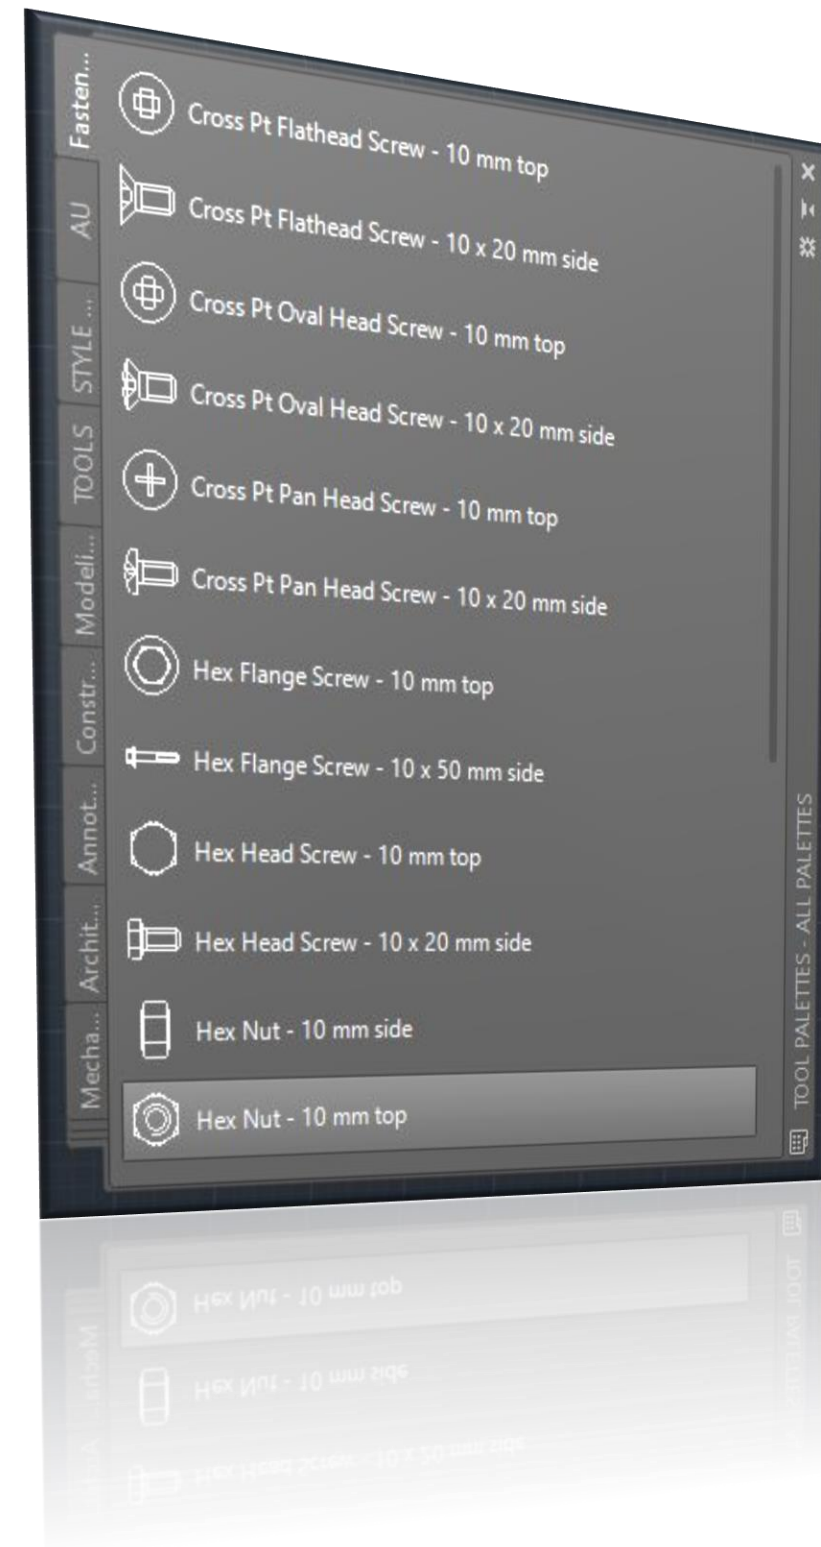 Fasten...
AU
STYLE ...
TOOLS
Modeli...
Constr...
Annot...
Archit...
Mecha...
Cross Pt Flathead Screw - 10 mm top
Cross Pt Flathead Screw - 10 x 20 mm side
Cross Pt Oval Head Screw - 10 mm top
Cross Pt Oval Head Screw - 10 x 20 mm side
Cross Pt Pan Head Screw - 10 mm top
Cross Pt Pan Head Screw - 10 x 20 mm side
Hex Flange Screw - 10 mm top
Hex Flange Screw - 10 x 50 mm side
Hex Head Screw - 10 mm top
Hex Head Screw - 10 x 20 mm side
Hex Nut - 10 mm side
Hex Nut - 10 mm top
TOOL PALETTES - ALL PALETTES